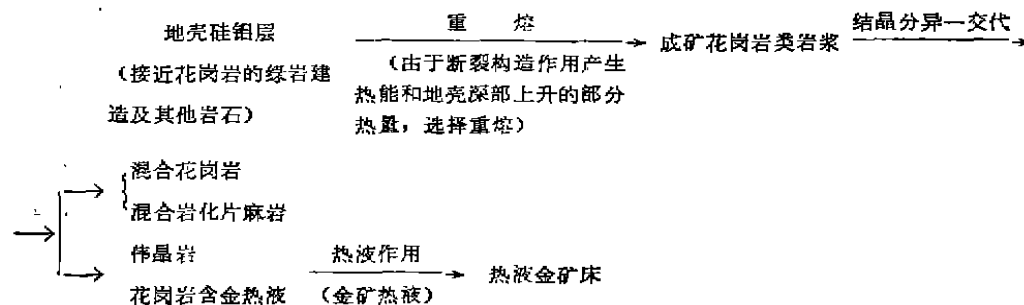 地壳硅铝层
（接近花岗岩的绿岩建
造及其他岩石）
重 熔
（由于断裂构造作用产生
热能和地壳深部上升的部分
热量，选择重熔）
成矿花岗岩类岩浆
结晶分异一交代
混合花岗岩
混合岩化片麻岩
伟晶岩
花岗岩含金热液
热液作用
（金矿热液）
热液金矿床